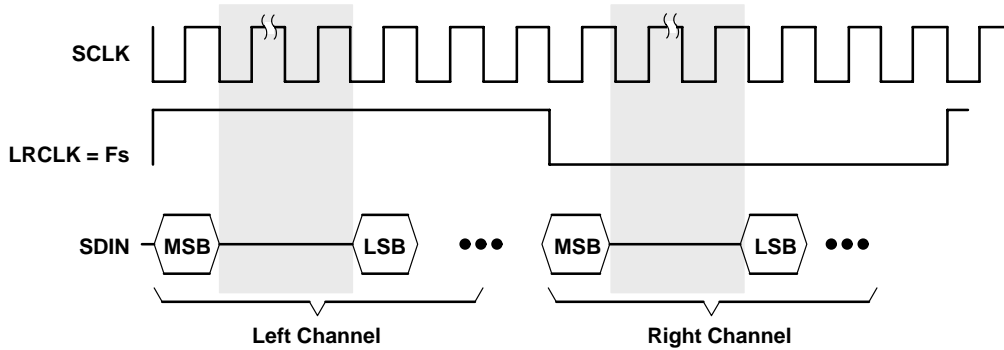 SCLK
LRCLK = Fs
SDIN MSB LSB ••• MSB LSB •••
Left Channel Right Channel